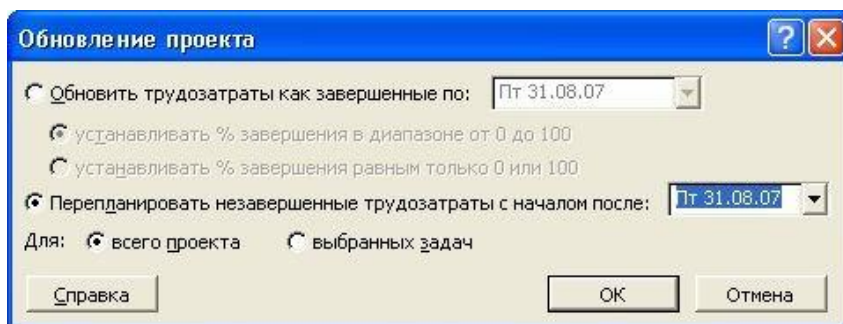 Обновление проекта
Обновить трудозатраты как завершенные по: Пт 31.08.07
устанавливать % завершения в диапазоне от 0 до 100
устанавливать % завершения равным только 0 или 100
Перепланировать незавершенные трудозатраты с началом после: Пт 31.08.07
Для: всего проекта выбранных задач
Справка ОК Отмена